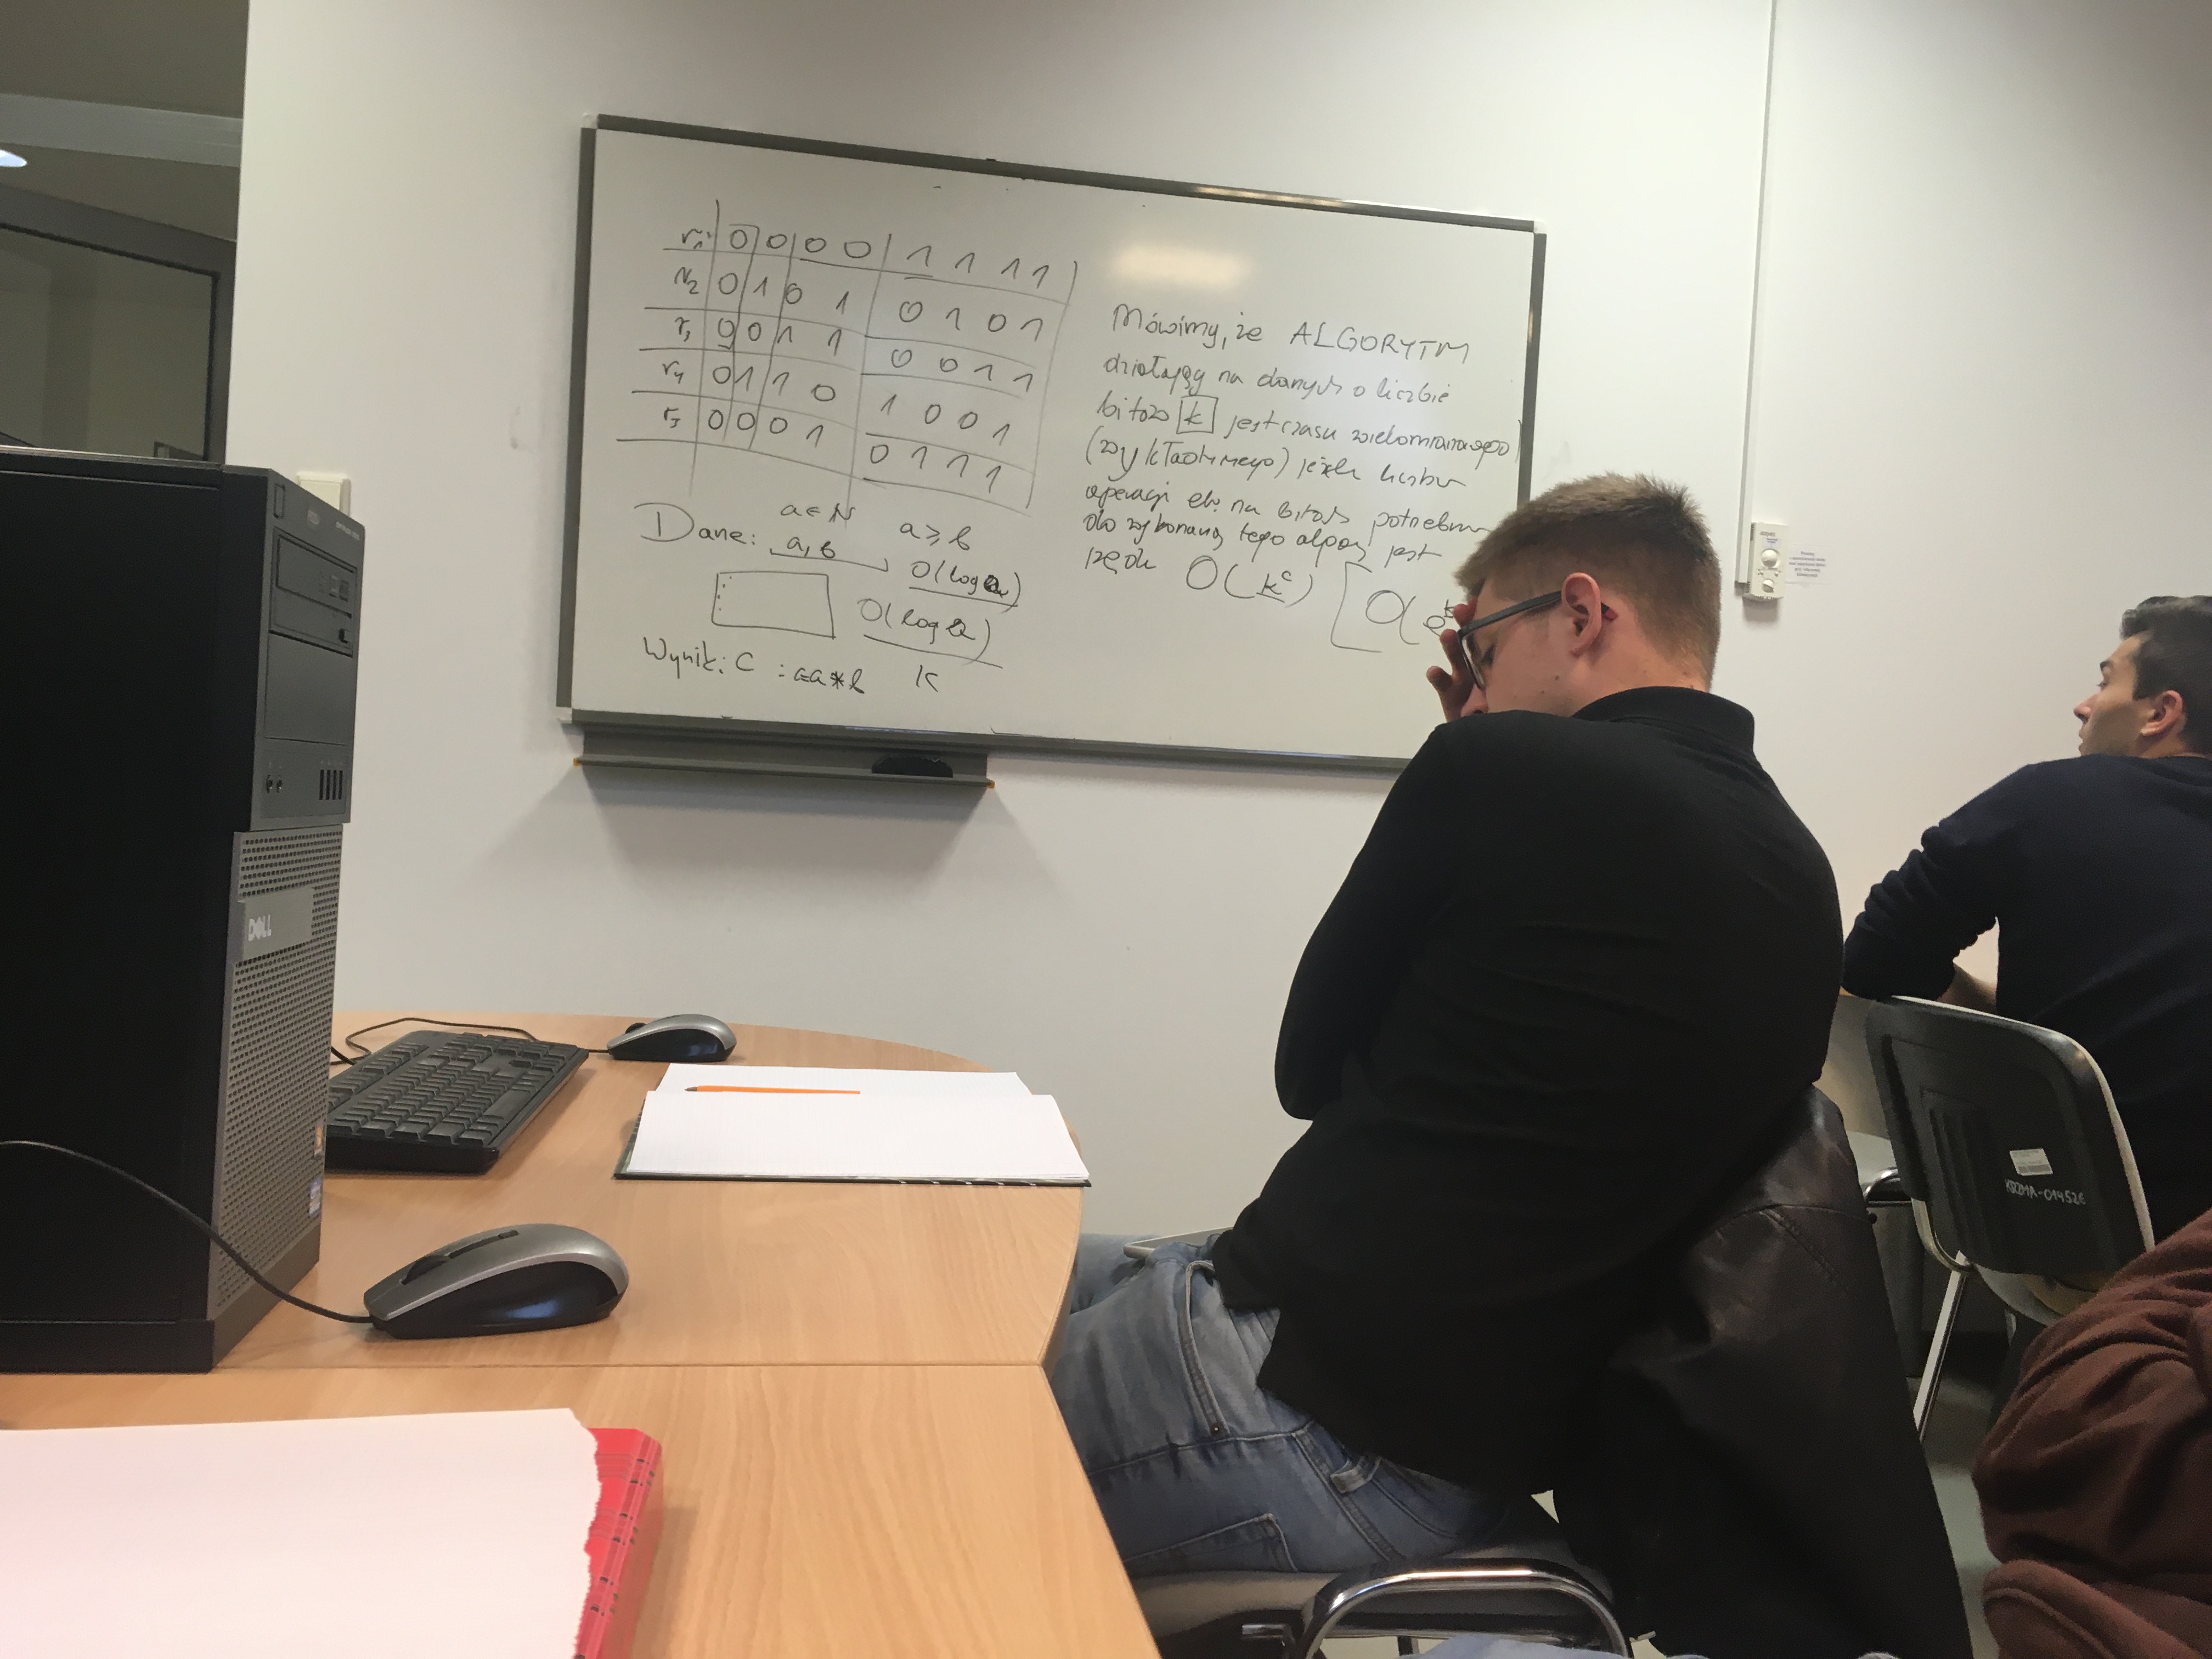 r₁ 0 0 0 0 1 1 1 1
r₂ 0 1 0 1 0 1 0 1
r₃ 0 0 1 1 0 0 1 1
r₄ 0 1 1 0 1 0 0 1
r₅ 0 0 0 1 0 1 1 1
a∈N a ≥ b
Dane: a, b
O(log a)
O(log a)
Wynik: C := a * b K
Mówimy, że ALGORYTM
działający na danych o liczbie
bitów k jest czasu wielomianowego
(wykładniczego) jeżeli liczba
operacji el. na bitach potrzebna
do wykonania tego algor. jest
rzędu O(k^c) [O(e^k
DELL